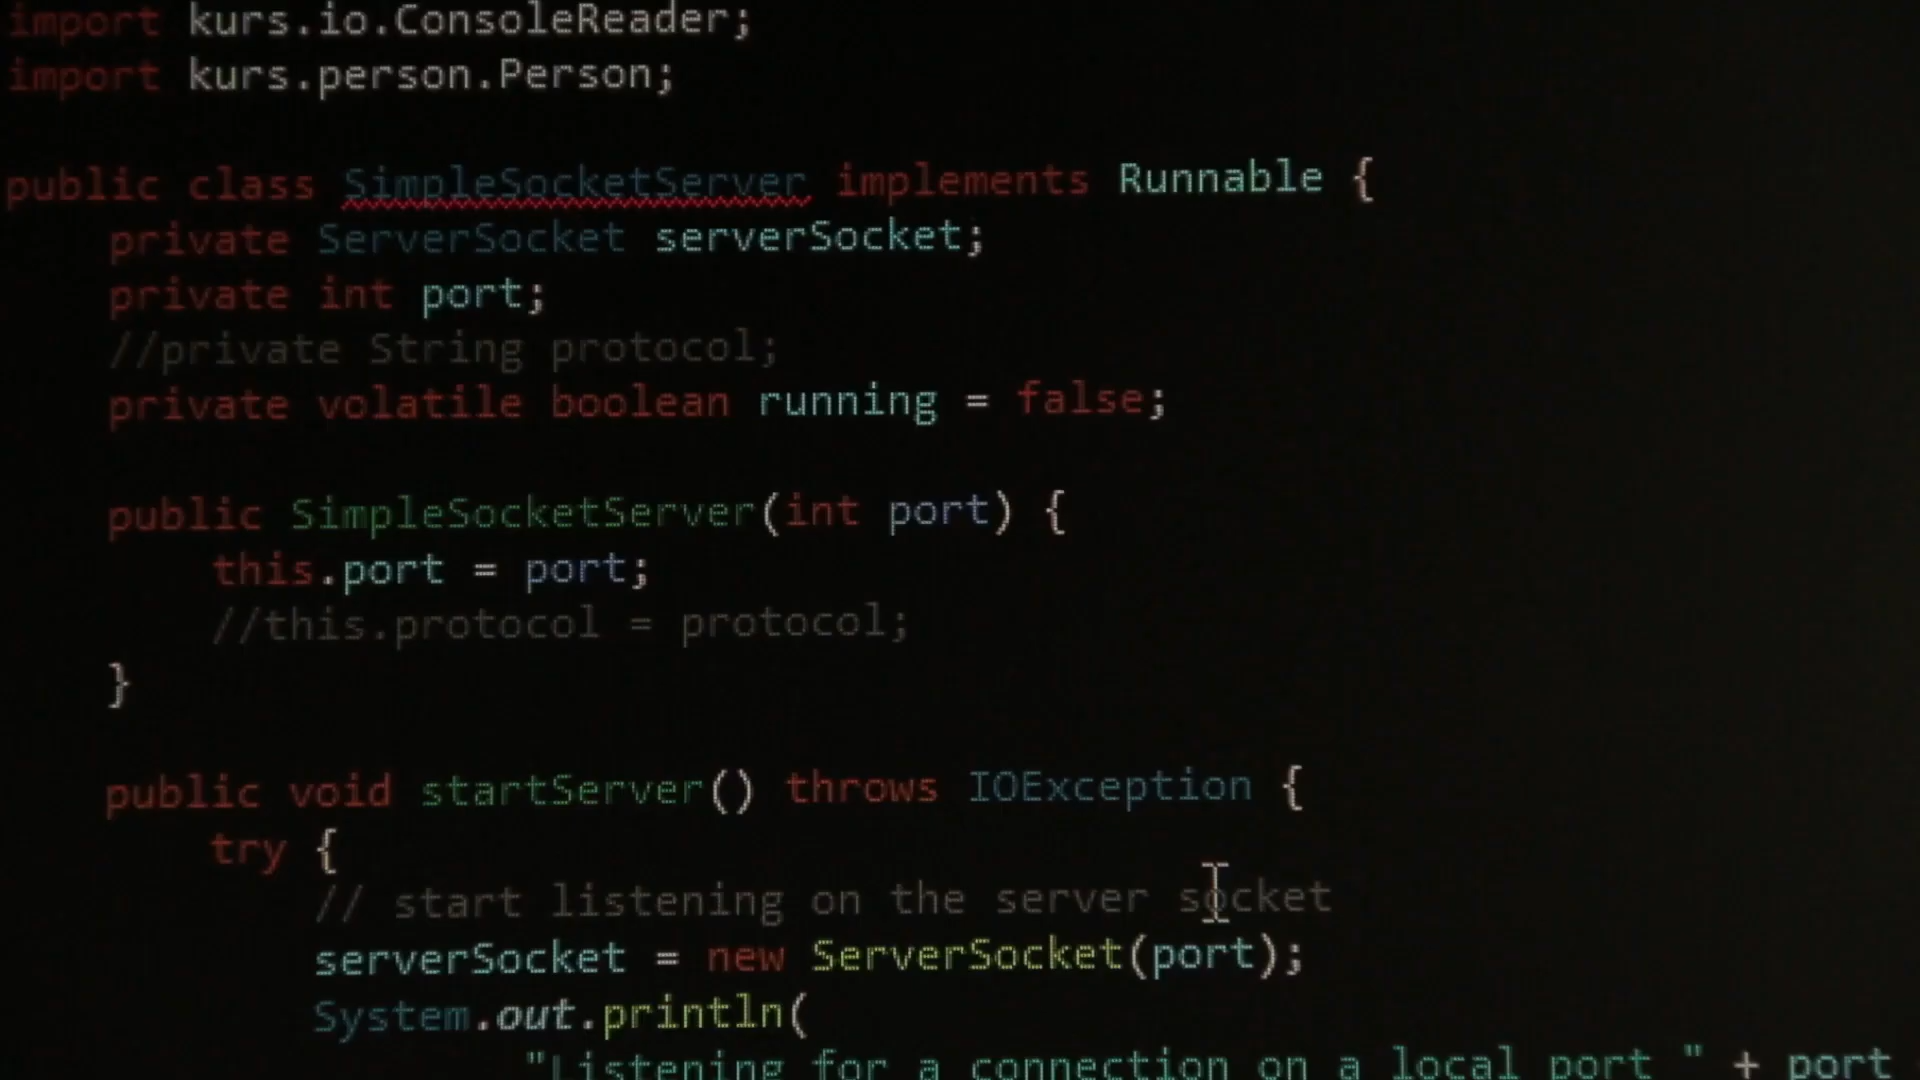 import kurs.io.ConsoleReader;
import kurs.person.Person;
public class SimpleSocketServer implements Runnable {
private ServerSocket serverSocket;
private int port;
//private String protocol;
private volatile boolean running = false;
public SimpleSocketServer(int port) {
this.port = port;
//this.protocol = protocol;
}
public void startServer() throws IOException {
try {
// start listening on the server socket
serverSocket = new ServerSocket(port);
System.out.println(
"Listening for a connection on a local port " + port